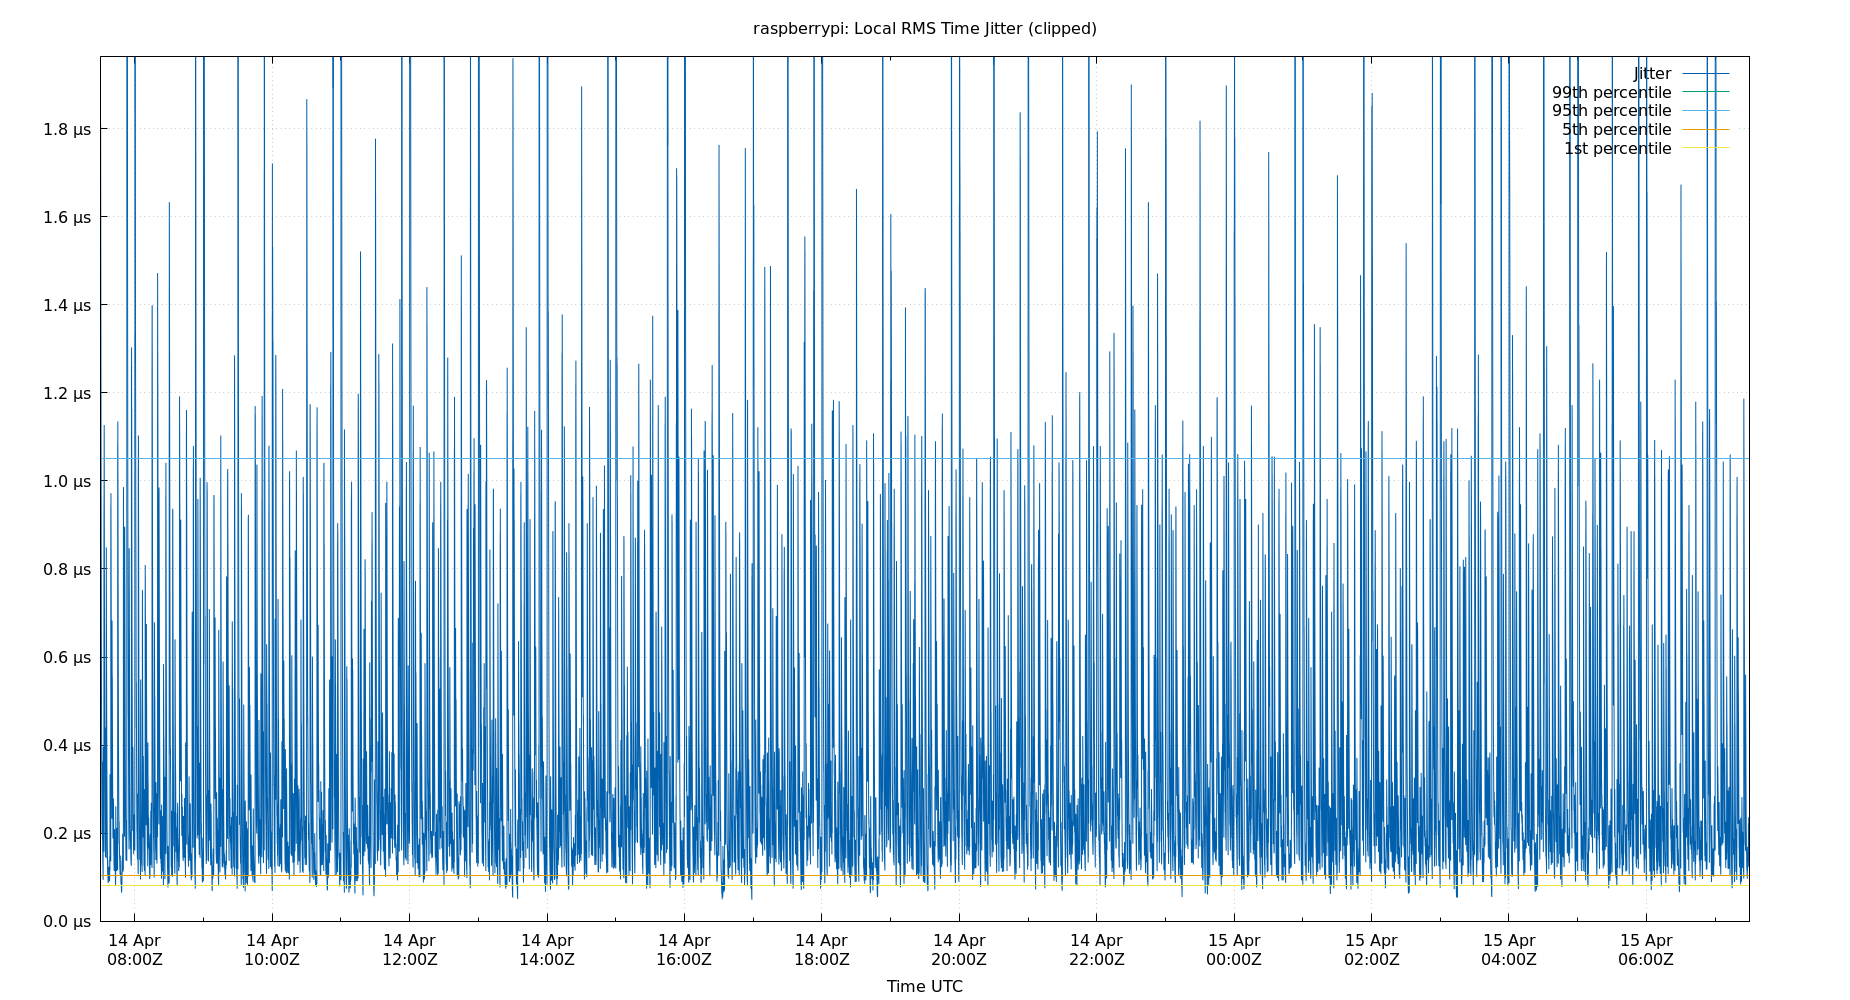 raspberrypi: Local RMS Time Jitter (clipped)
Jitter
99th percentile
95th percentile
5th percentile
1st percentile
1.8 µs
1.6 µs
1.4 µs
1.2 µs
1.0 µs
0.8 µs
0.6 µs
0.4 µs
0.2 µs
0.0 µs
14 Apr 14 Apr 14 Apr 14 Apr 14 Apr 14 Apr 14 Apr 14 Apr 15 Apr 15 Apr 15 Apr 15 Apr
08:00Z 10:00Z 12:00Z 14:00Z 16:00Z 18:00Z 20:00Z 22:00Z 00:00Z 02:00Z 04:00Z 06:00Z
Time UTC